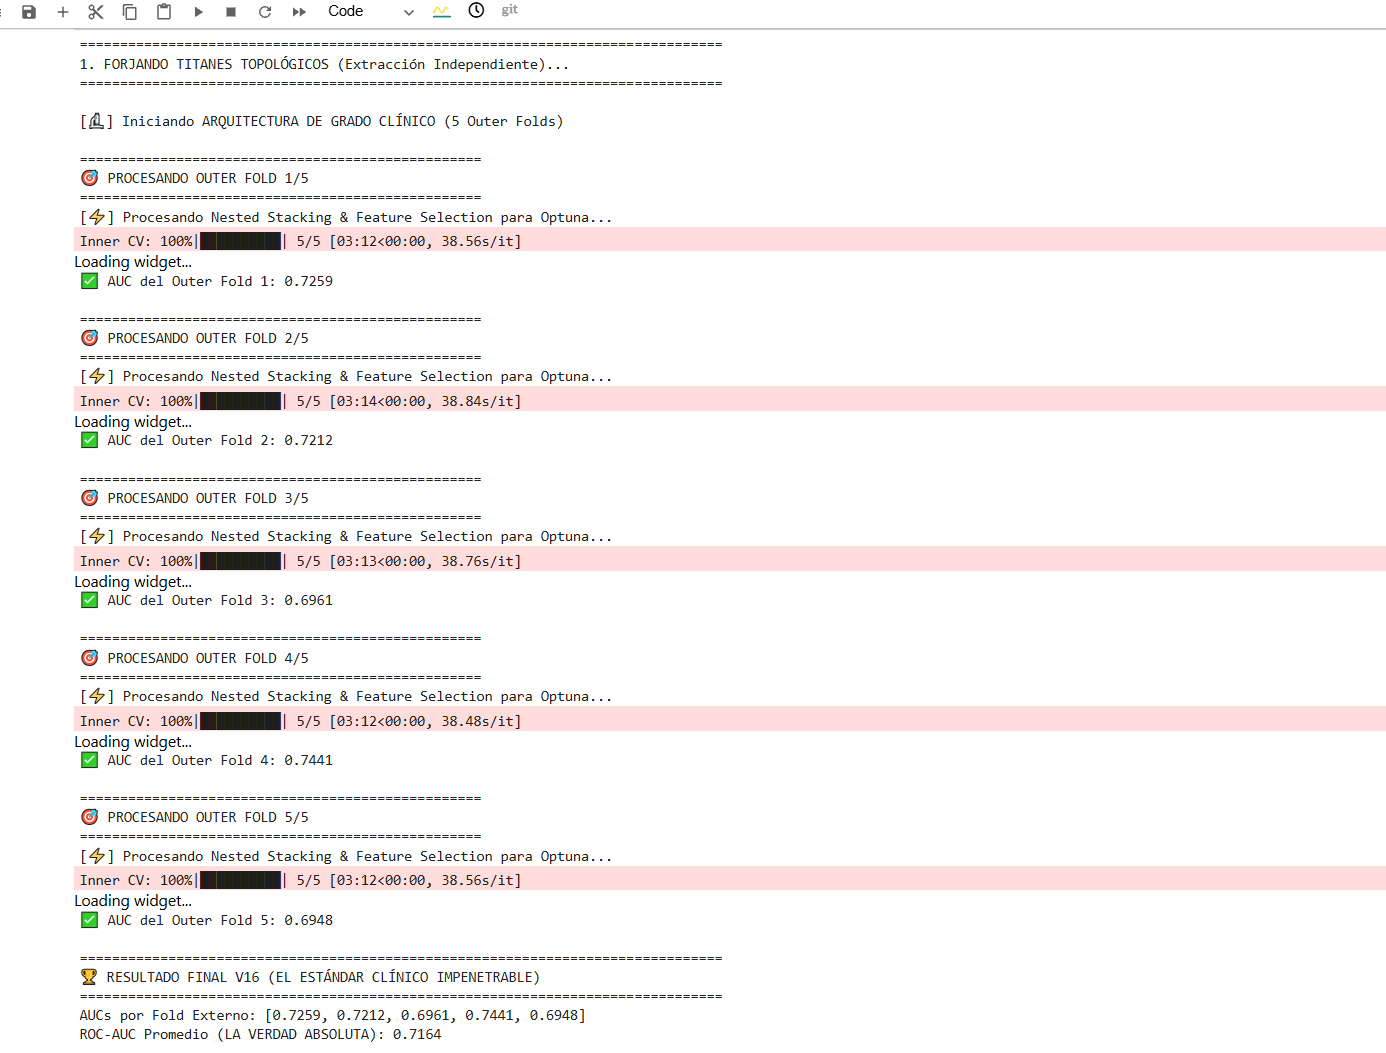 Code git
================================================================================
1. FORJANDO TITANES TOPOLÓGICOS (Extracción Independiente)...
================================================================================
[🔬] Iniciando ARQUITECTURA DE GRADO CLÍNICO (5 Outer Folds)
==================================================
🎯 PROCESANDO OUTER FOLD 1/5
==================================================
[⚡] Procesando Nested Stacking & Feature Selection para Optuna...
Inner CV: 100%|██████████| 5/5 [03:12<00:00, 38.56s/it]
Loading widget...
✅ AUC del Outer Fold 1: 0.7259
==================================================
🎯 PROCESANDO OUTER FOLD 2/5
==================================================
[⚡] Procesando Nested Stacking & Feature Selection para Optuna...
Inner CV: 100%|██████████| 5/5 [03:14<00:00, 38.84s/it]
Loading widget...
✅ AUC del Outer Fold 2: 0.7212
==================================================
🎯 PROCESANDO OUTER FOLD 3/5
==================================================
[⚡] Procesando Nested Stacking & Feature Selection para Optuna...
Inner CV: 100%|██████████| 5/5 [03:13<00:00, 38.76s/it]
Loading widget...
✅ AUC del Outer Fold 3: 0.6961
==================================================
🎯 PROCESANDO OUTER FOLD 4/5
==================================================
[⚡] Procesando Nested Stacking & Feature Selection para Optuna...
Inner CV: 100%|██████████| 5/5 [03:12<00:00, 38.48s/it]
Loading widget...
✅ AUC del Outer Fold 4: 0.7441
==================================================
🎯 PROCESANDO OUTER FOLD 5/5
==================================================
[⚡] Procesando Nested Stacking & Feature Selection para Optuna...
Inner CV: 100%|██████████| 5/5 [03:12<00:00, 38.56s/it]
Loading widget...
✅ AUC del Outer Fold 5: 0.6948
================================================================================
🏆 RESULTADO FINAL V16 (EL ESTÁNDAR CLÍNICO IMPENETRABLE)
================================================================================
AUCs por Fold Externo: [0.7259, 0.7212, 0.6961, 0.7441, 0.6948]
ROC-AUC Promedio (LA VERDAD ABSOLUTA): 0.7164